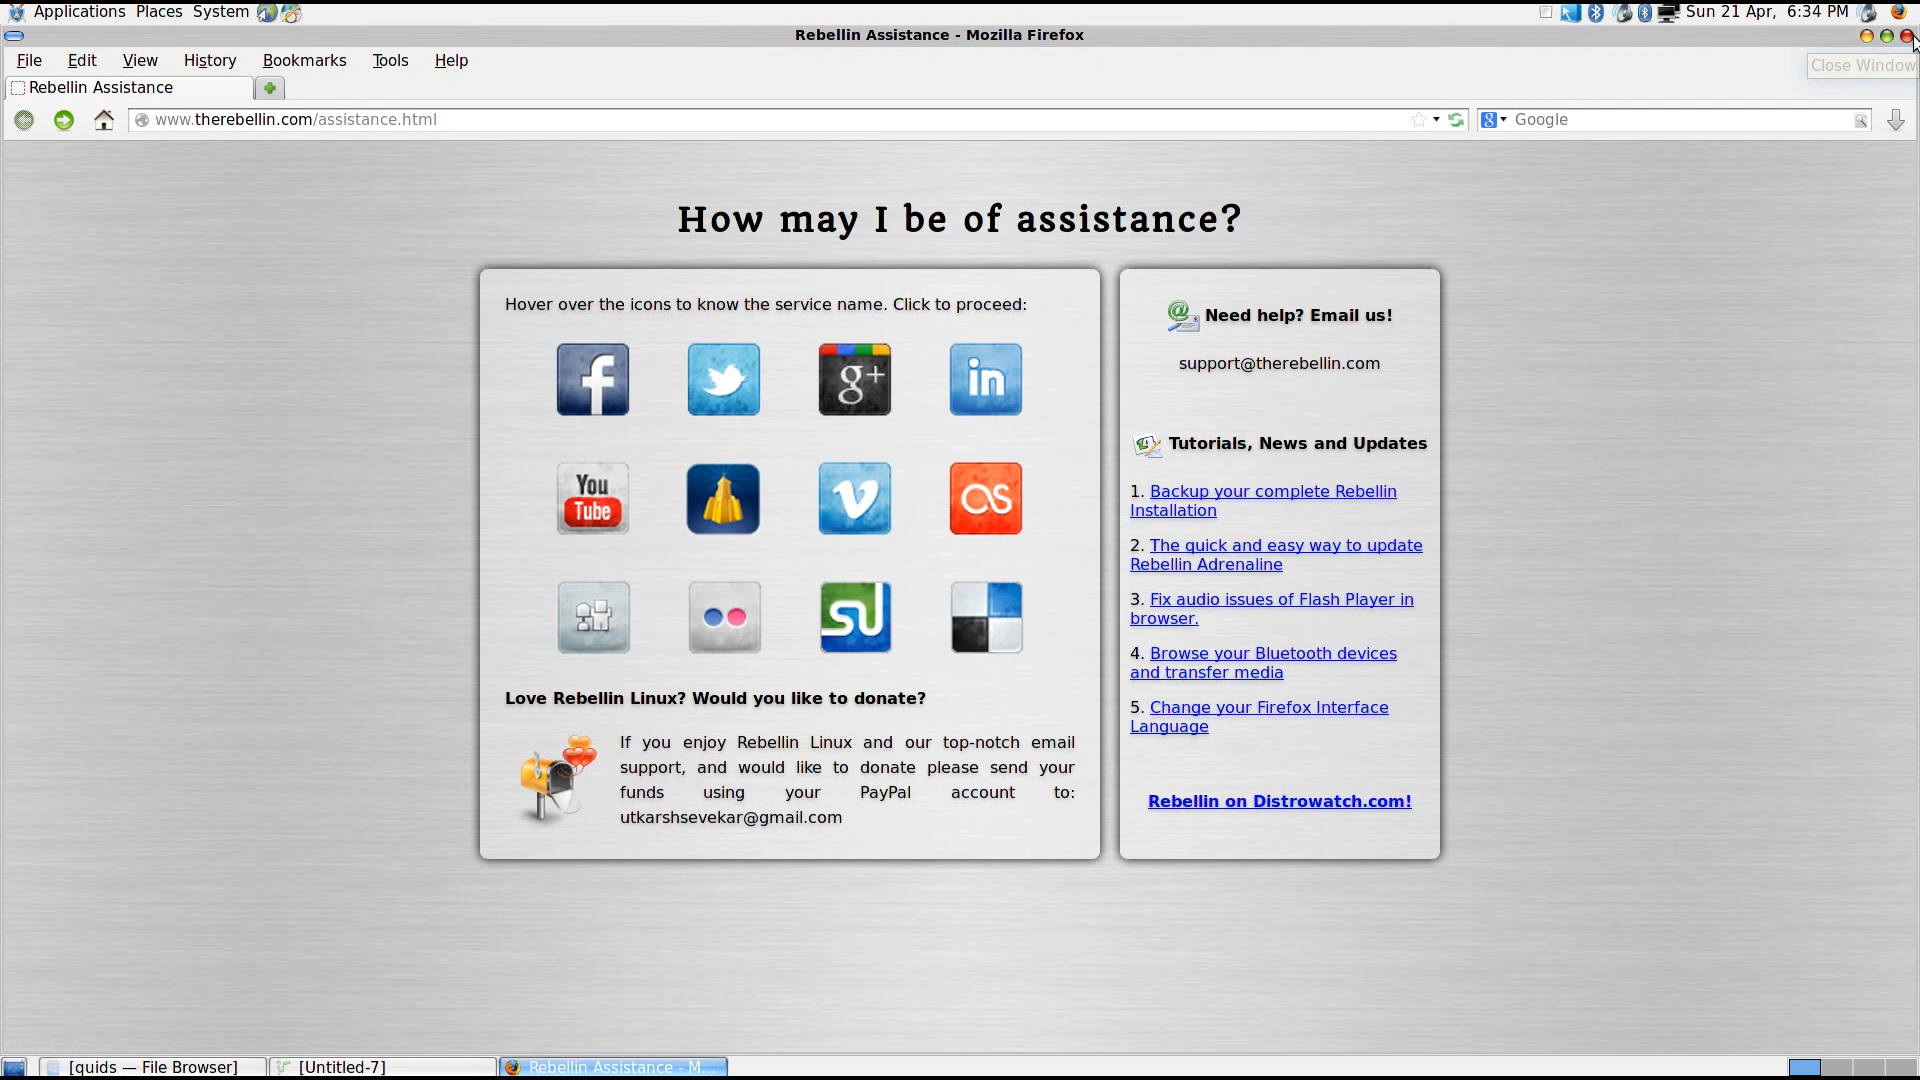 Applications Places System
Sun 21 Apr, 6:34 PM
Rebellin Assistance - Mozilla Firefox
File Edit View History Bookmarks Tools Help
Close Window
Rebellin Assistance
www.therebellin.com/assistance.html
8 Google
How may I be of assistance?
Hover over the icons to know the service name. Click to proceed:
f
g+
in
You
Tube
Love Rebellin Linux? Would you like to donate?
If you enjoy Rebellin Linux and our top-notch email
support, and would like to donate please send your
funds using your PayPal account to:
utkarshsevekar@gmail.com
Need help? Email us!
support@therebellin.com
Tutorials, News and Updates
1. Backup your complete Rebellin
Installation
2. The quick and easy way to update
Rebellin Adrenaline
3. Fix audio issues of Flash Player in
browser.
4. Browse your Bluetooth devices
and transfer media
5. Change your Firefox Interface
Language
Rebellin on Distrowatch.com!
[quids — File Browser]
[Untitled-7]
Rebellin Assistance - M...